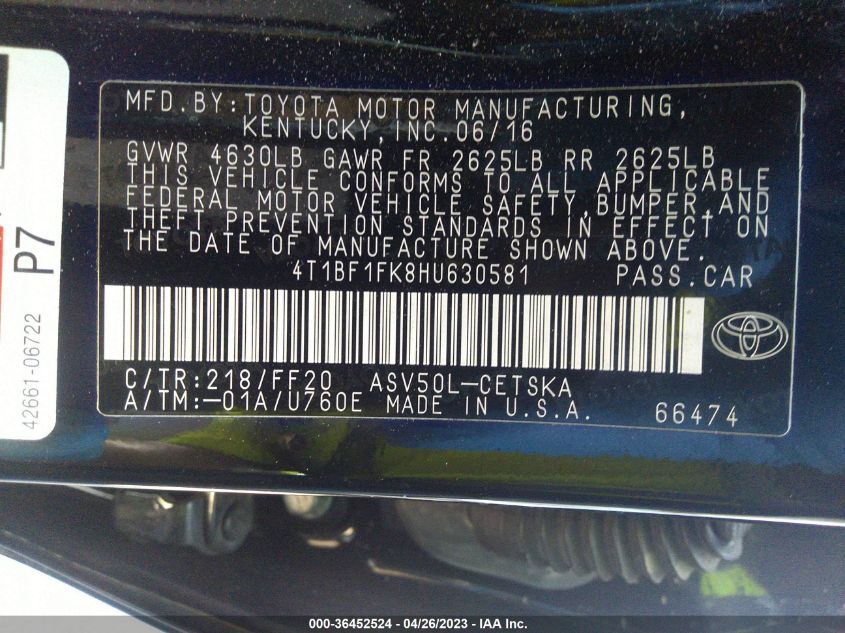 MFD.BY:TOYOTA MOTOR MANUFACTURING,
KENTUCKY,INC.06/16
GVWR 4630LB GAWR FR 2625LB RR 2625LB
THIS VEHICLE CONFORMS TO ALL APPLICABLE
FEDERAL MOTOR VEHICLE SAFETY,BUMPER,AND
THEFT PREVENTION STANDARDS IN EFFECT ON
THE DATE OF MANUFACTURE SHOWN ABOVE.
4T1BF1FK8HU630581 PASS.CAR
C/TR:218/FF20 ASV50L-CETSKA
A/TM:-01A/U760E MADE IN U.S.A. 66474
P7
42661-06722
000-36452524 - 04/26/2023 - IAA Inc.